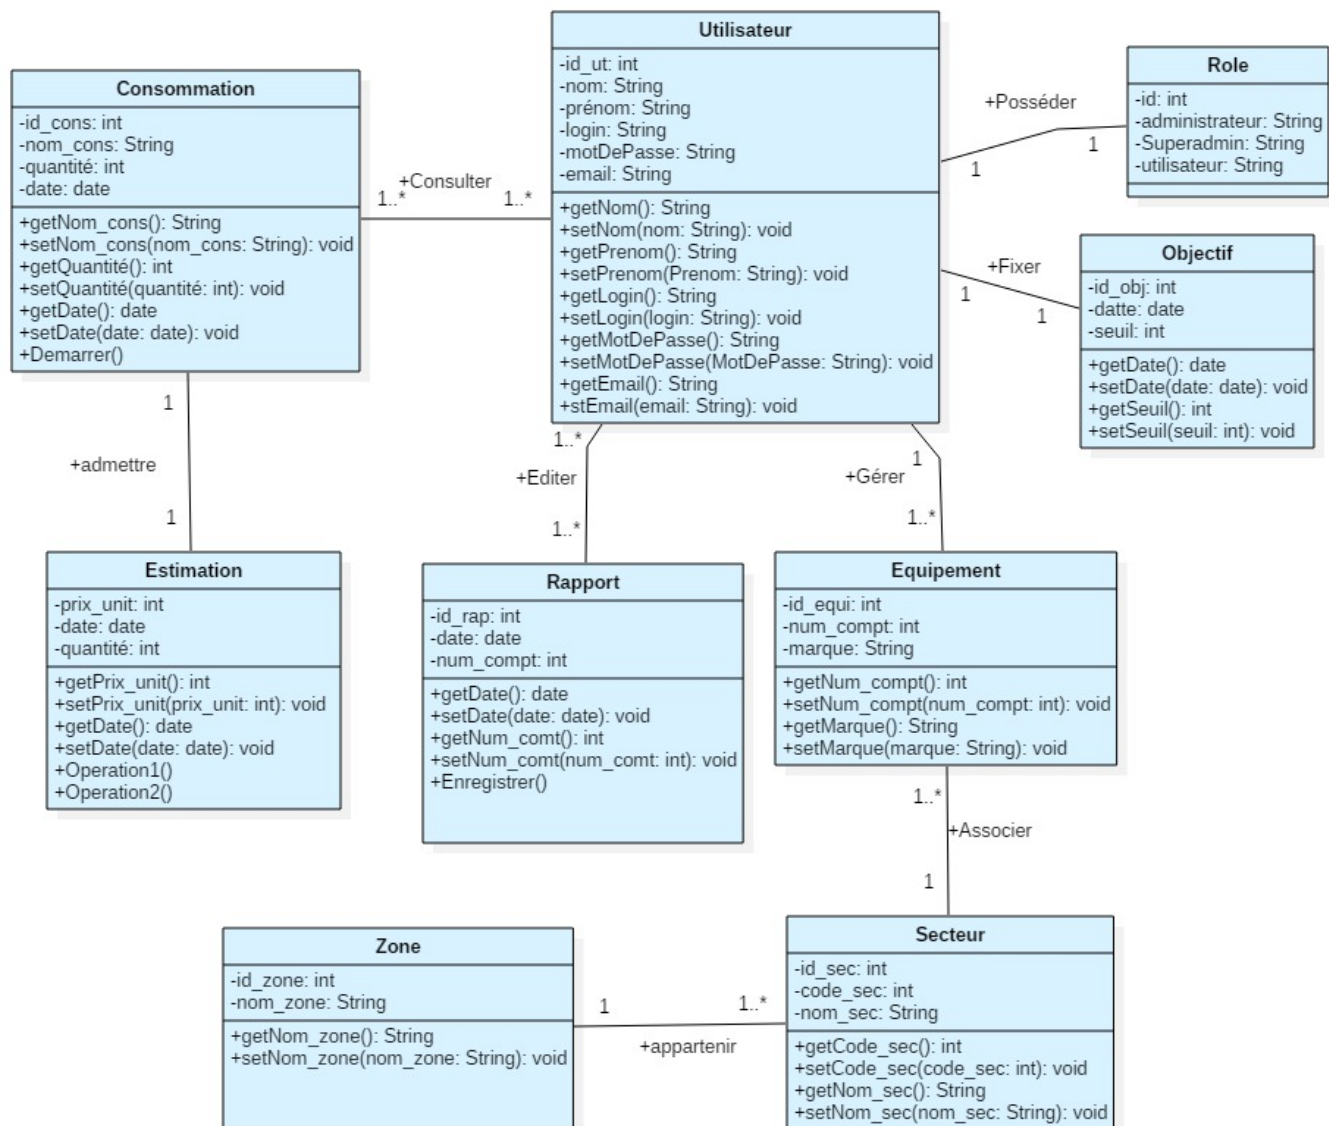 Utilisateur
-id_ut: int
-nom: String
-prénom: String
-login: String
-motDePasse: String
-email: String
+getNom(): String
+setNom(nom: String): void
+getPrenom(): String
+setPrenom(Prenom: String): void
+getLogin(): String
+setLogin(login: String): void
+getMotDePasse(): String
+setMotDePasse(MotDePasse: String): void
+getEmail(): String
+stEmail(email: String): void
Role
-id: int
-administrateur: String
-Superadmin: String
-utilisateur: String
+Posséder
1
1
Consommation
-id_cons: int
-nom_cons: String
-quantité: int
-date: date
+getNom_cons(): String
+setNom_cons(nom_cons: String): void
+getQuantité(): int
+setQuantité(quantité: int): void
+getDate(): date
+setDate(date: date): void
+Demarrer()
+Consulter
1..*
1..*
+Fixer
1
1
Objectif
-id_obj: int
-datte: date
-seuil: int
+getDate(): date
+setDate(date: date): void
+getSeuil(): int
+setSeuil(seuil: int): void
1
+admettre
1
1..*
+Editer
1..*
1
+Gérer
1..*
Estimation
-prix_unit: int
-date: date
-quantité: int
+getPrix_unit(): int
+setPrix_unit(prix_unit: int): void
+getDate(): date
+setDate(date: date): void
+Operation1()
+Operation2()
Rapport
-id_rap: int
-date: date
-num_compt: int
+getDate(): date
+setDate(date: date): void
+getNum_comt(): int
+setNum_comt(num_comt: int): void
+Enregistrer()
Equipement
-id_equi: int
-num_compt: int
-marque: String
+getNum_compt(): int
+setNum_compt(num_compt: int): void
+getMarque(): String
+setMarque(marque: String): void
1..*
+Associer
1
Zone
-id_zone: int
-nom_zone: String
+getNom_zone(): String
+setNom_zone(nom_zone: String): void
1
1..*
+appartenir
Secteur
-id_sec: int
-code_sec: int
-nom_sec: String
+getCode_sec(): int
+setCode_sec(code_sec: int): void
+getNom_sec(): String
+setNom_sec(nom_sec: String): void